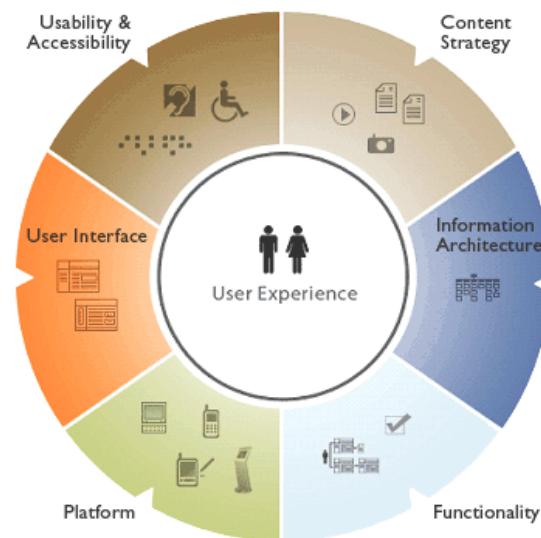 Usability &
Accessibility
Content
Strategy
User Interface
Information
Architecture
User Experience
Platform
Functionality